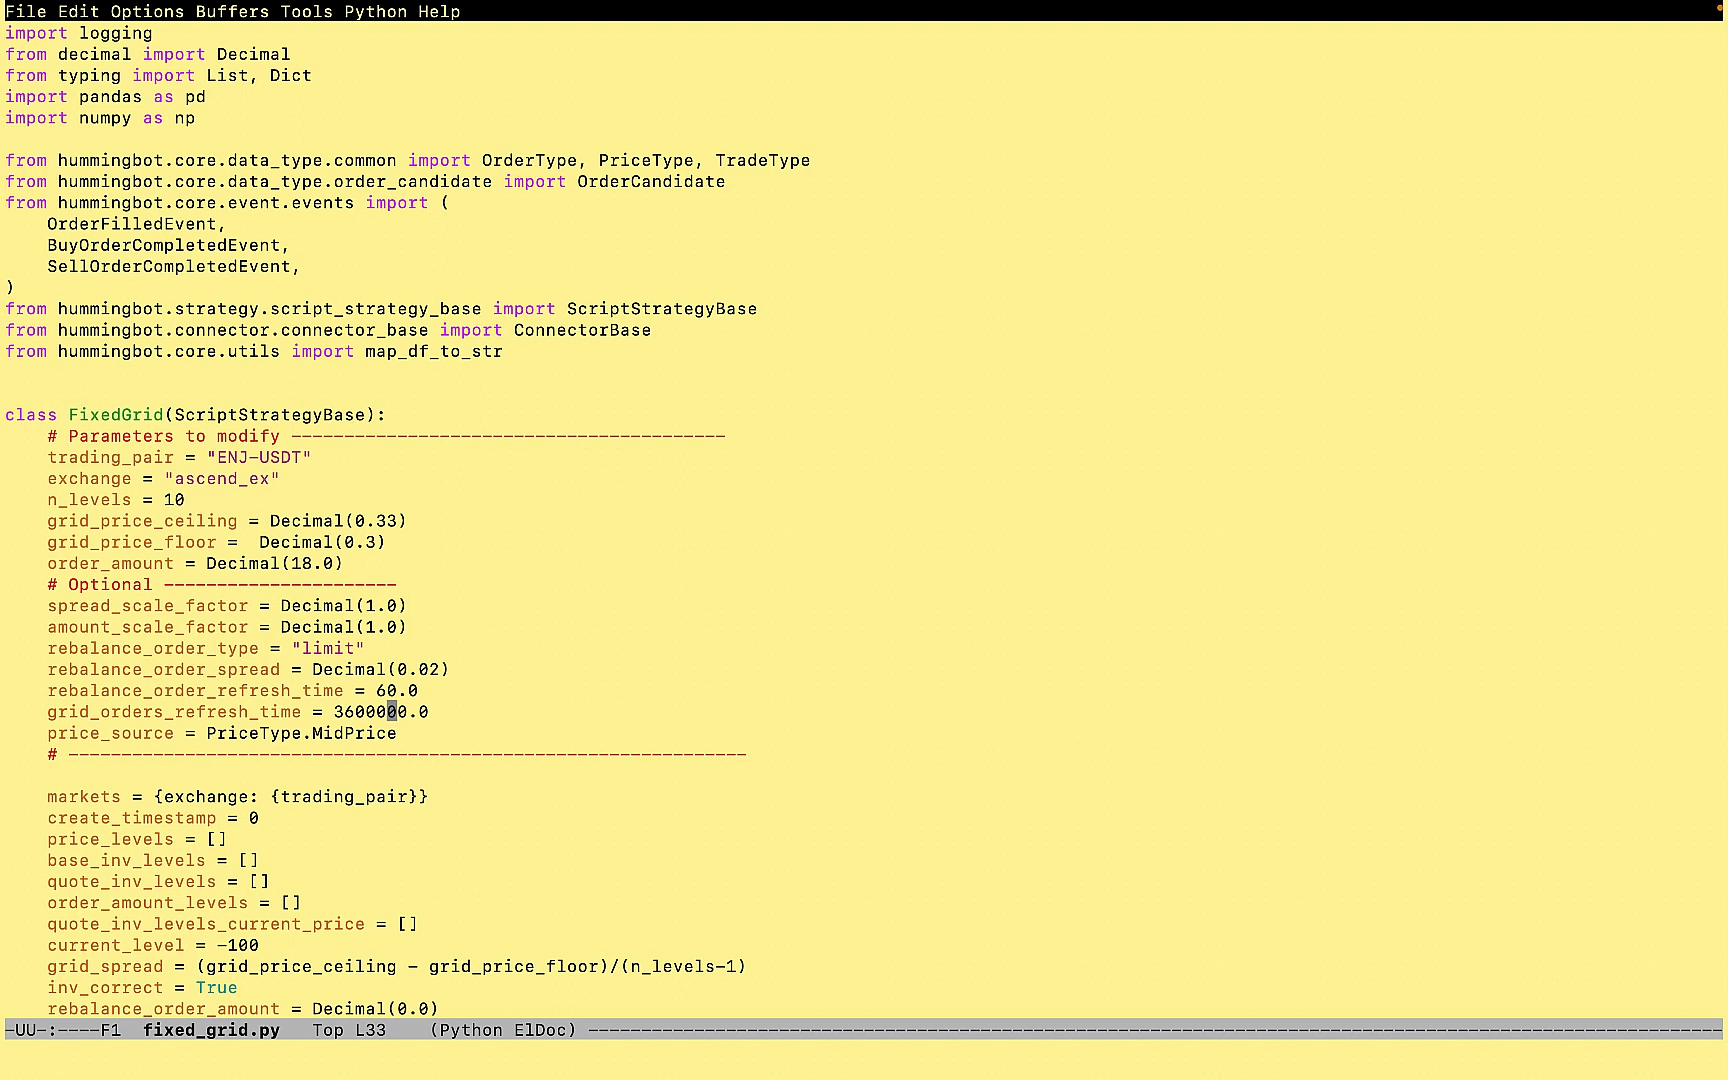 File Edit Options Buffers Tools Python Help
import logging
from decimal import Decimal
from typing import List, Dict
import pandas as pd
import numpy as np

from hummingbot.core.data_type.common import OrderType, PriceType, TradeType
from hummingbot.core.data_type.order_candidate import OrderCandidate
from hummingbot.core.event.events import (
    OrderFilledEvent,
    BuyOrderCompletedEvent,
    SellOrderCompletedEvent,
)
from hummingbot.strategy.script_strategy_base import ScriptStrategyBase
from hummingbot.connector.connector_base import ConnectorBase
from hummingbot.core.utils import map_df_to_str


class FixedGrid(ScriptStrategyBase):
    # Parameters to modify -----------------------------------------
    trading_pair = "ENJ-USDT"
    exchange = "ascend_ex"
    n_levels = 10
    grid_price_ceiling = Decimal(0.33)
    grid_price_floor =  Decimal(0.3)
    order_amount = Decimal(18.0)
    # Optional ----------------------
    spread_scale_factor = Decimal(1.0)
    amount_scale_factor = Decimal(1.0)
    rebalance_order_type = "limit"
    rebalance_order_spread = Decimal(0.02)
    rebalance_order_refresh_time = 60.0
    grid_orders_refresh_time = 3600000.0
    price_source = PriceType.MidPrice
    # ----------------------------------------------------------------

    markets = {exchange: {trading_pair}}
    create_timestamp = 0
    price_levels = []
    base_inv_levels = []
    quote_inv_levels = []
    order_amount_levels = []
    quote_inv_levels_current_price = []
    current_level = -100
    grid_spread = (grid_price_ceiling - grid_price_floor)/(n_levels-1)
    inv_correct = True
    rebalance_order_amount = Decimal(0.0)
-UU-:----F1  fixed_grid.py   Top L33    (Python ElDoc) -----------------------------------------------------------------------------------------------------------